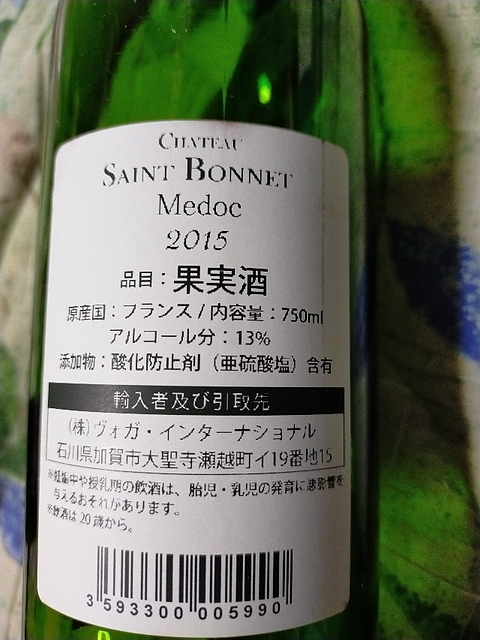 CHATEAU
SAINT BONNET
Medoc
2015
品目：果実酒
原産国：フランス / 内容量：750ml
アルコール分：13%
添加物：酸化防止剤（亜硫酸塩）含有
輸入者及び引取先
(株)ヴォガ・インターナショナル
石川県加賀市大聖寺瀬越町イ19番地15
※妊娠中や授乳期の飲酒は、胎児・乳児の発育に悪影響を
与えるおそれがあります。
※飲酒は20歳から。
3 593300 005990